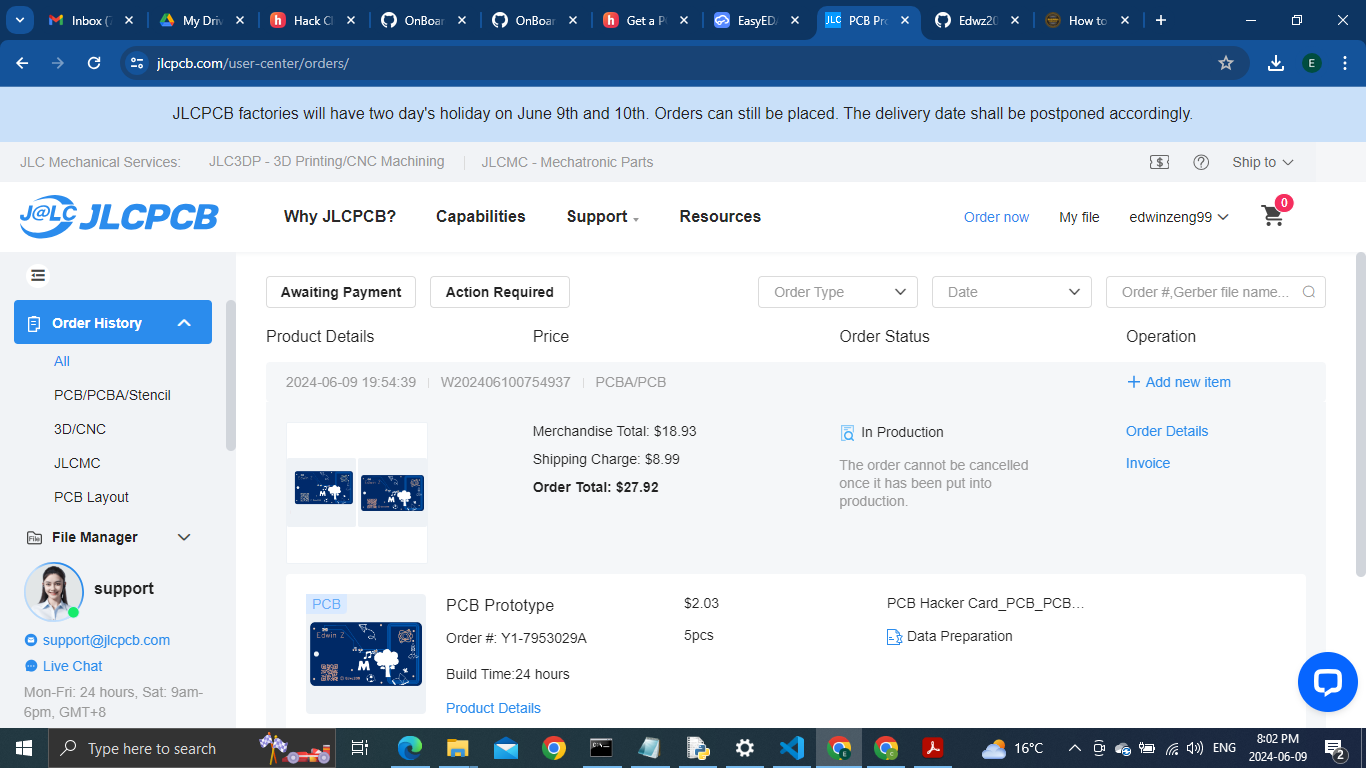 Inbox (
My Driv
Hack Cl
OnBoar
OnBoar
Get a P
EasyED
JLC
PCB Pro
Edwz20
How to
jlcpcb.com/user-center/orders/
E
JLCPCB factories will have two day's holiday on June 9th and 10th. Orders can still be placed. The delivery date shall be postponed accordingly.
JLC Mechanical Services:
JLC3DP - 3D Printing/CNC Machining
JLCMC - Mechatronic Parts
Ship to
J@LC JLCPCB
Why JLCPCB?
Capabilities
Support
Resources
Order now
My file
edwinzeng99
0
Awaiting Payment
Action Required
Order Type
Date
Order #,Gerber file name...
Order History
All
PCB/PCBA/Stencil
3D/CNC
JLCMC
PCB Layout
File Manager
support
support@jlcpcb.com
Live Chat
Mon-Fri: 24 hours, Sat: 9am-
6pm, GMT+8
Product Details
Price
Order Status
Operation
2024-06-09 19:54:39
W202406100754937
PCBA/PCB
Add new item
Merchandise Total: $18.93
Shipping Charge: $8.99
Order Total: $27.92
In Production
The order cannot be cancelled
once it has been put into
production.
Order Details
Invoice
PCB
Edwin Z
M
PCB Prototype
Order #: Y1-7953029A
Build Time:24 hours
Product Details
$2.03
5pcs
PCB Hacker Card_PCB_PCB…
Data Preparation
Type here to search
16°C
ENG
8:02 PM
2024-06-09
2